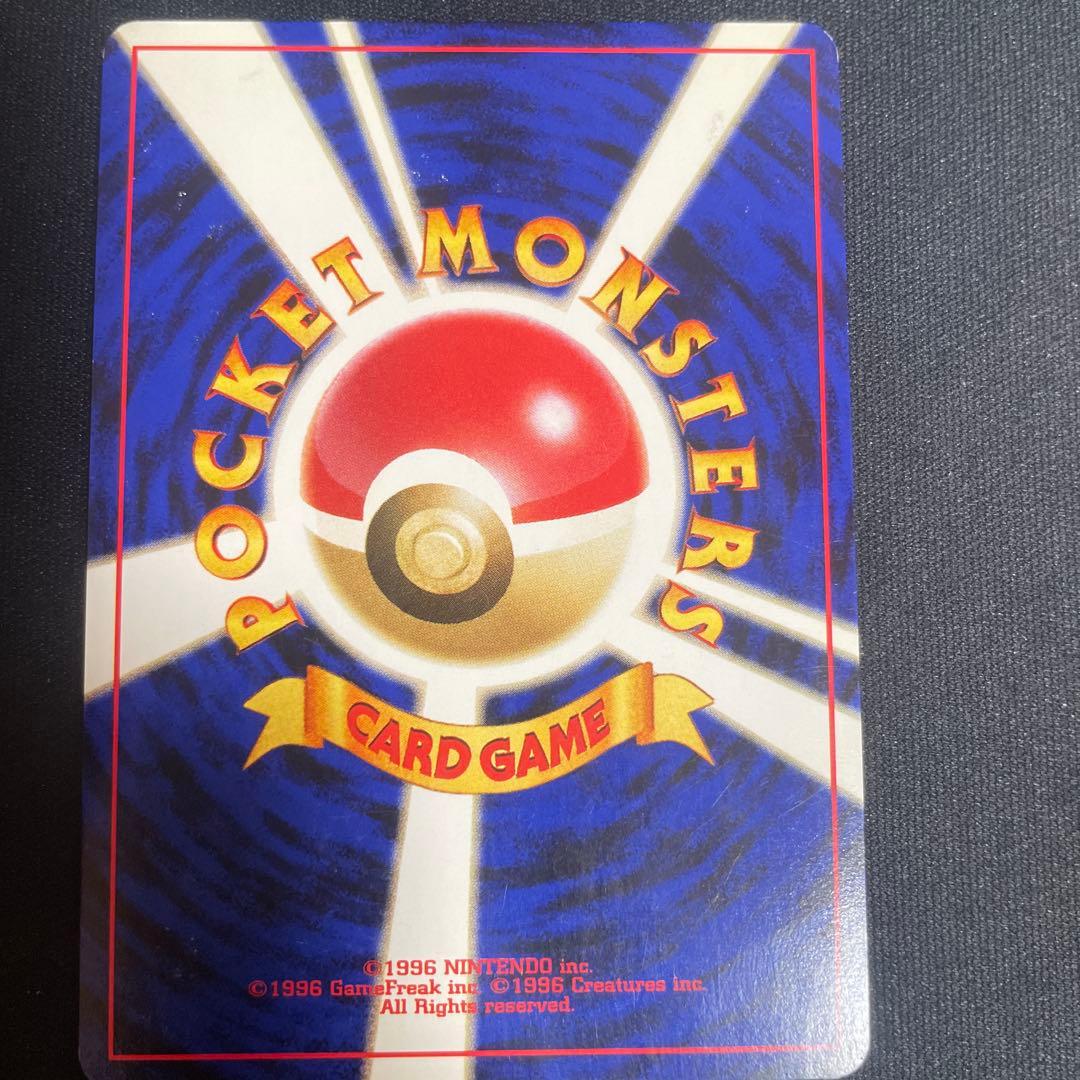 POCKET MONSTERS
CARD GAME
©1996 NINTENDO inc.
©1996 GameFreak inc. ©1996 Creatures inc.
All Rights reserved.